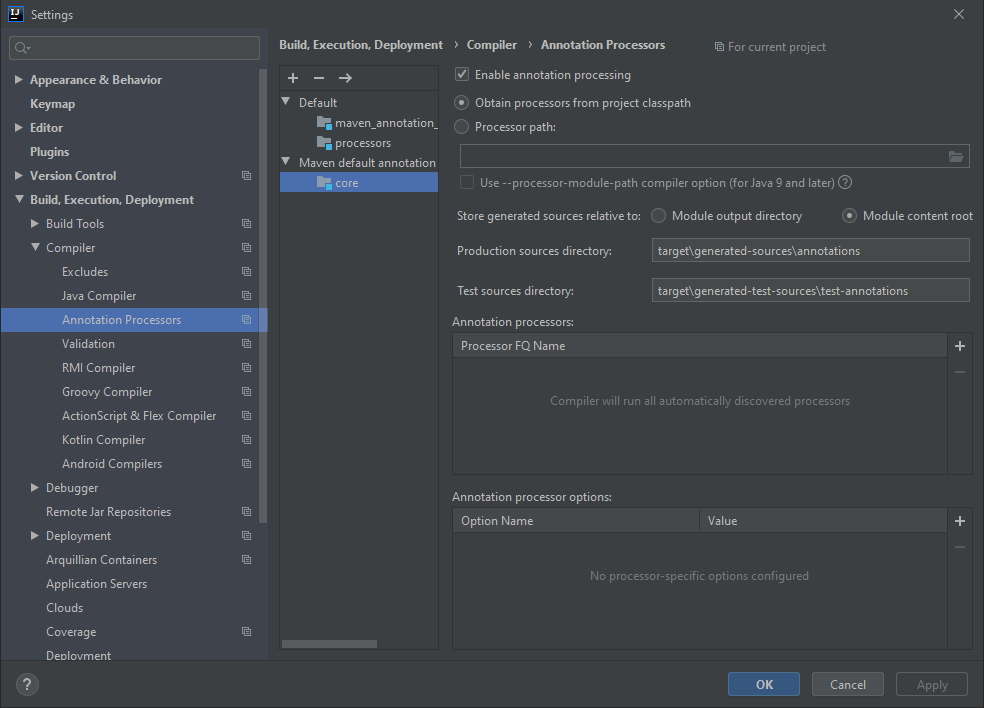 Settings
Appearance & Behavior
Keymap
Editor
Plugins
Version Control
Build, Execution, Deployment
Build Tools
Compiler
Excludes
Java Compiler
Annotation Processors
Validation
RMI Compiler
Groovy Compiler
ActionScript & Flex Compiler
Kotlin Compiler
Android Compilers
Debugger
Remote Jar Repositories
Deployment
Arquillian Containers
Application Servers
Clouds
Coverage
Deployment
Build, Execution, Deployment › Compiler › Annotation Processors
For current project
Default
maven_annotation_
processors
Maven default annotation
core
Enable annotation processing
Obtain processors from project classpath
Processor path:
Use --processor-module-path compiler option (for Java 9 and later) ?
Store generated sources relative to: Module output directory Module content root
Production sources directory: target\generated-sources\annotations
Test sources directory: target\generated-test-sources\test-annotations
Annotation processors:
Processor FQ Name
Compiler will run all automatically discovered processors
Annotation processor options:
Option Name Value
No processor-specific options configured
? OK Cancel Apply